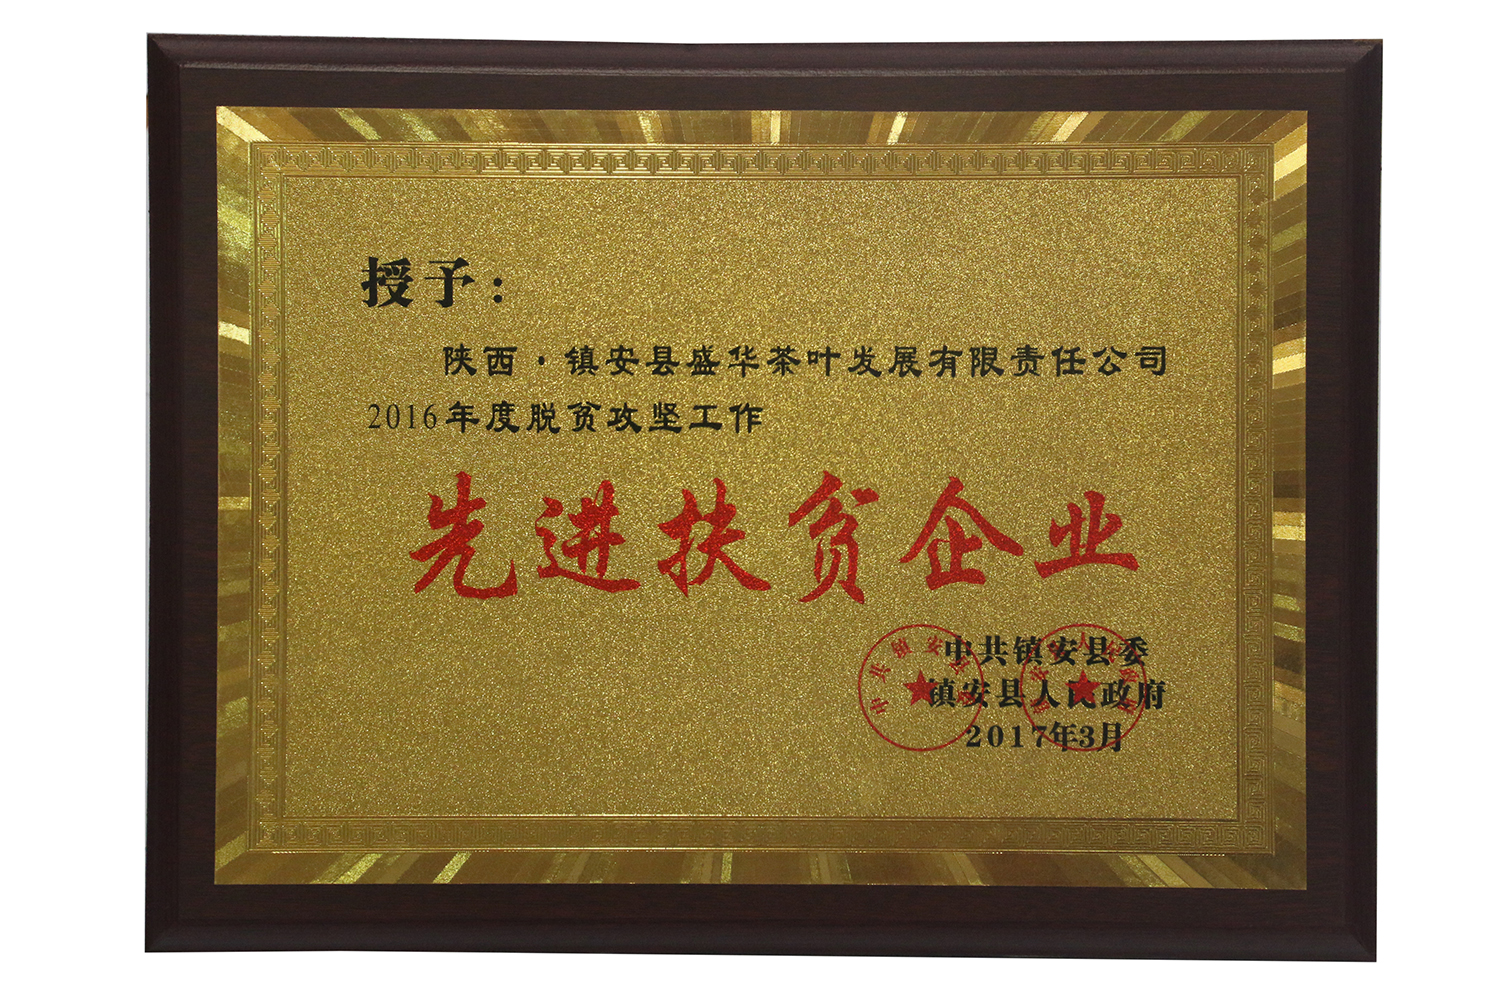 授予：
陕西·镇安县盛华茶叶发展有限责任公司
2016年度脱贫攻坚工作
先进扶贫企业
中共镇安县委
镇安县人民政府
2017年3月